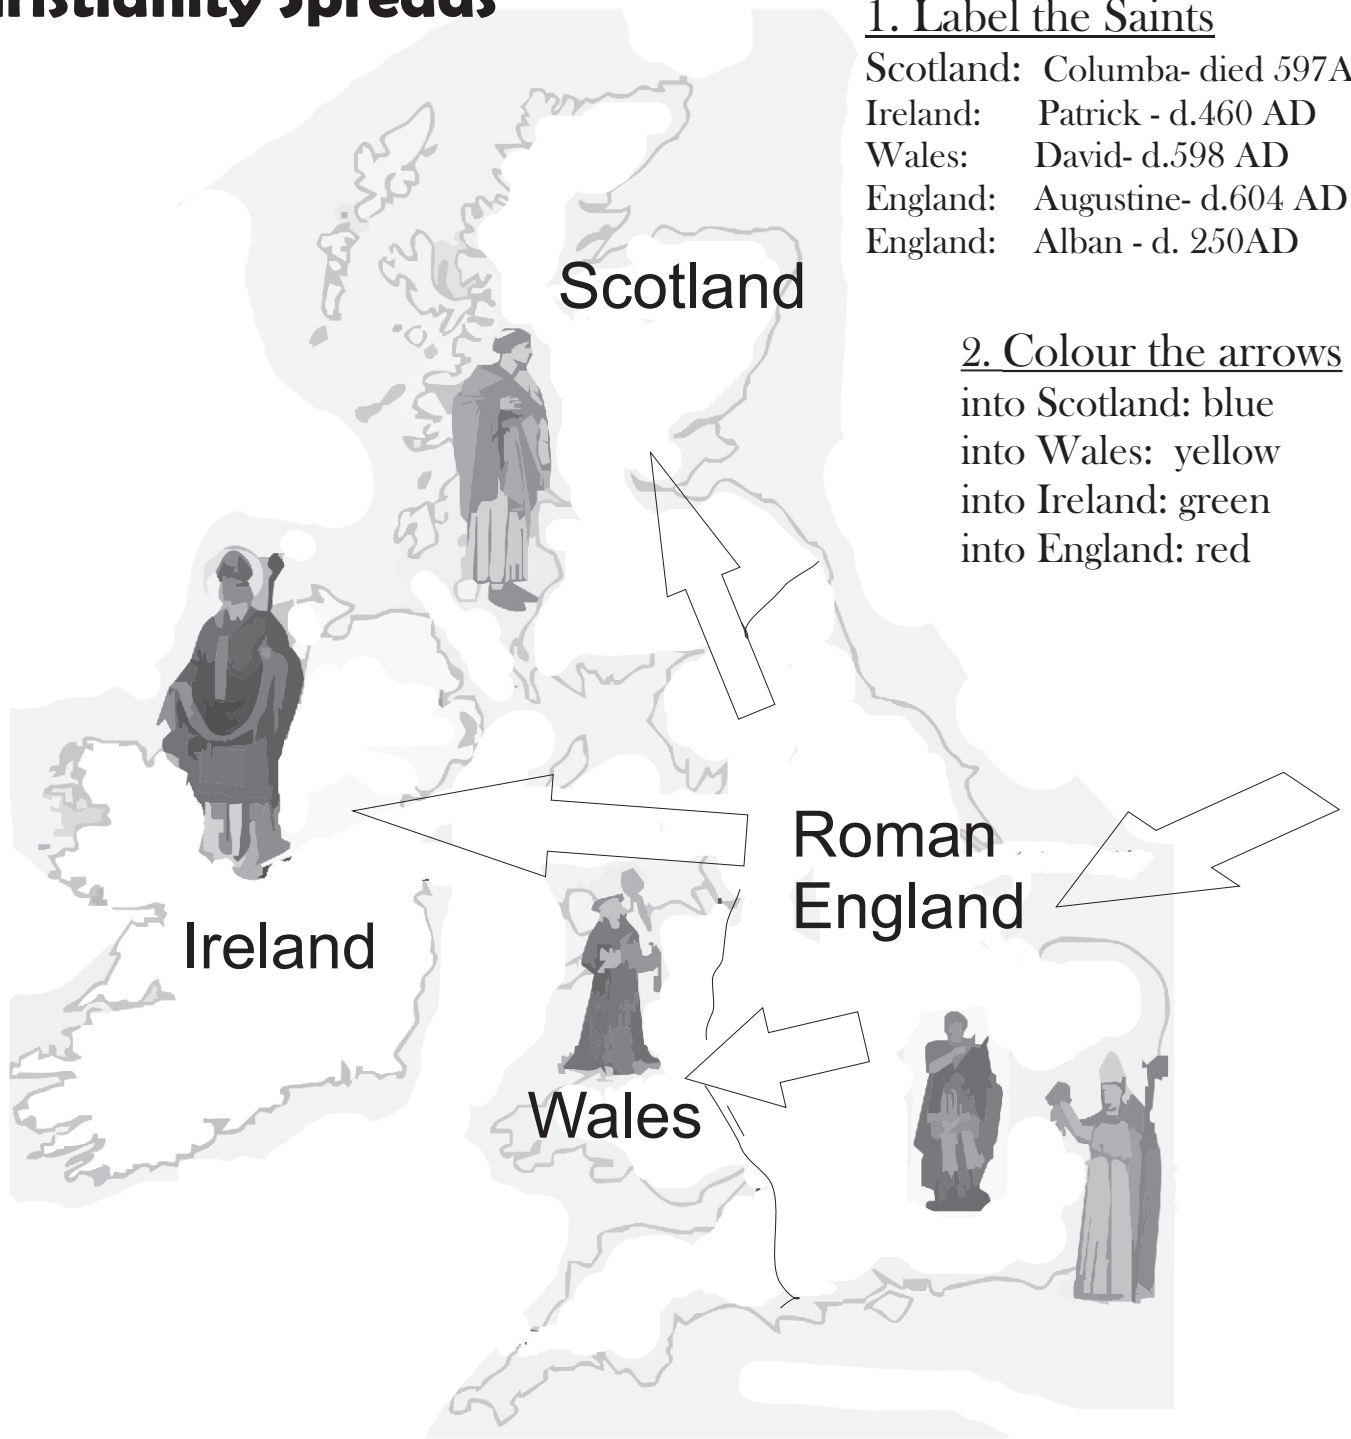 Spreads
1. Label the Saints
Scotland: Columba- died 597A
Ireland: Patrick - d.460 AD
Wales: David- d.598 AD
England: Augustine- d.604 AD
England: Alban - d. 250AD
Scotland
2. Colour the arrows
into Scotland: blue
into Wales: yellow
into Ireland: green
into England: red
Roman
England
Ireland
Wales